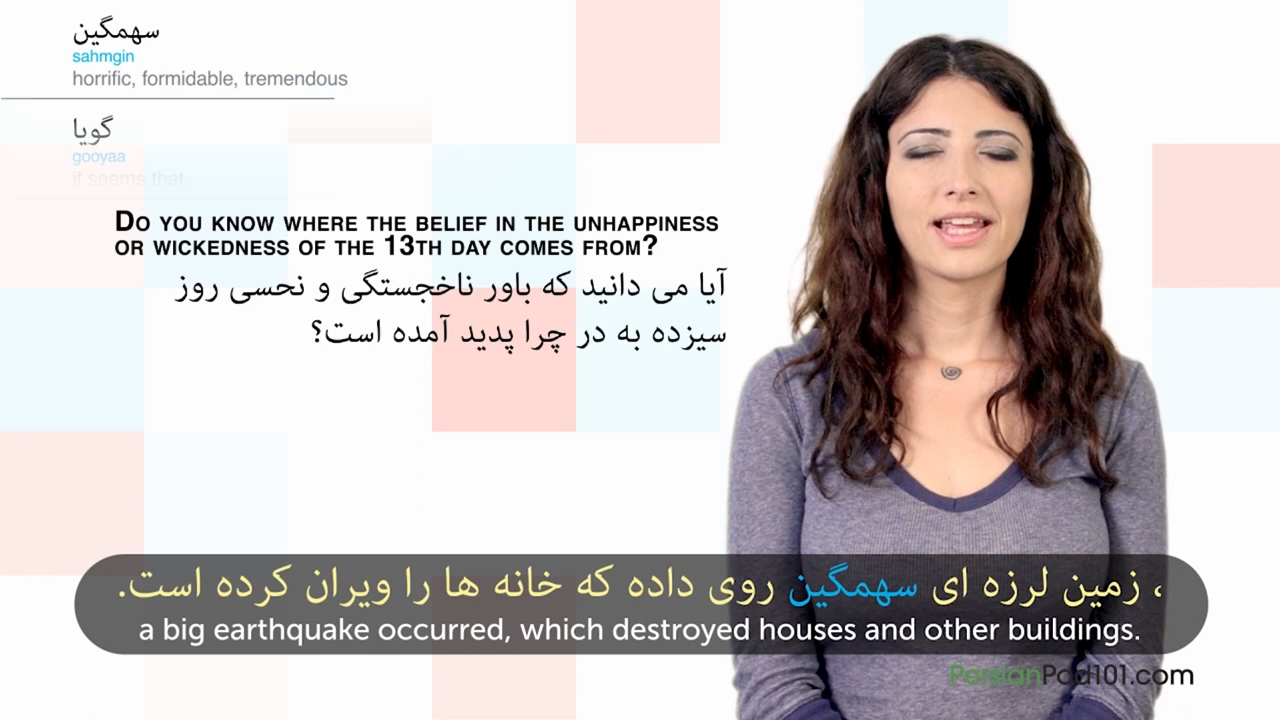 سهمگین
sahmgin
horrific, formidable, tremendous
گویا
gooyaa
it seems that.
Do you know where the belief in the unhappiness
or wickedness of the 13th day comes from?
آیا می دانید که باور ناخجستگی و نحسی روز
سیزده به در چرا پدید آمده است؟
، زمین لرزه ای سهمگین روی داده که خانه ها را ویران کرده است.
a big earthquake occurred, which destroyed houses and other buildings.
PersianPod101.com